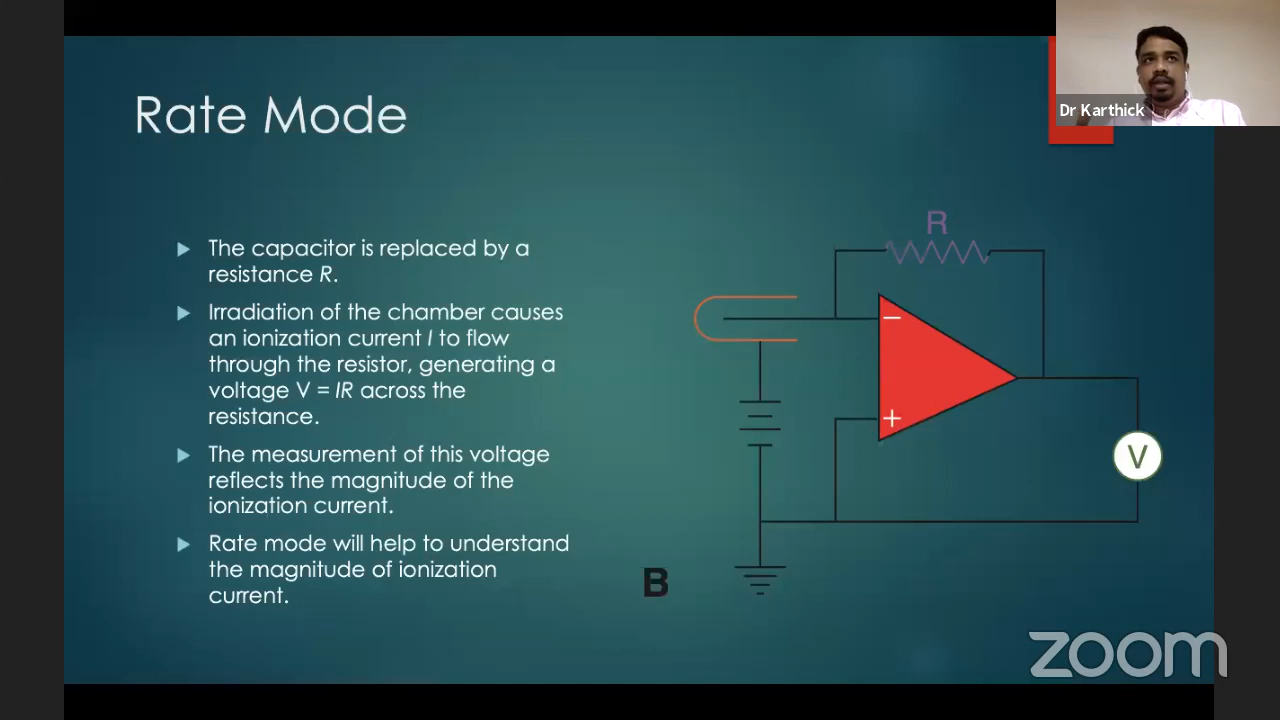 Rate Mode
Dr Karthick
The capacitor is replaced by a
resistance R.
Irradiation of the chamber causes
an ionization current I to flow
through the resistor, generating a
voltage V = IR across the
resistance.
The measurement of this voltage
reflects the magnitude of the
ionization current.
Rate mode will help to understand
the magnitude of ionization
current.
R
−
+
V
B
zoom